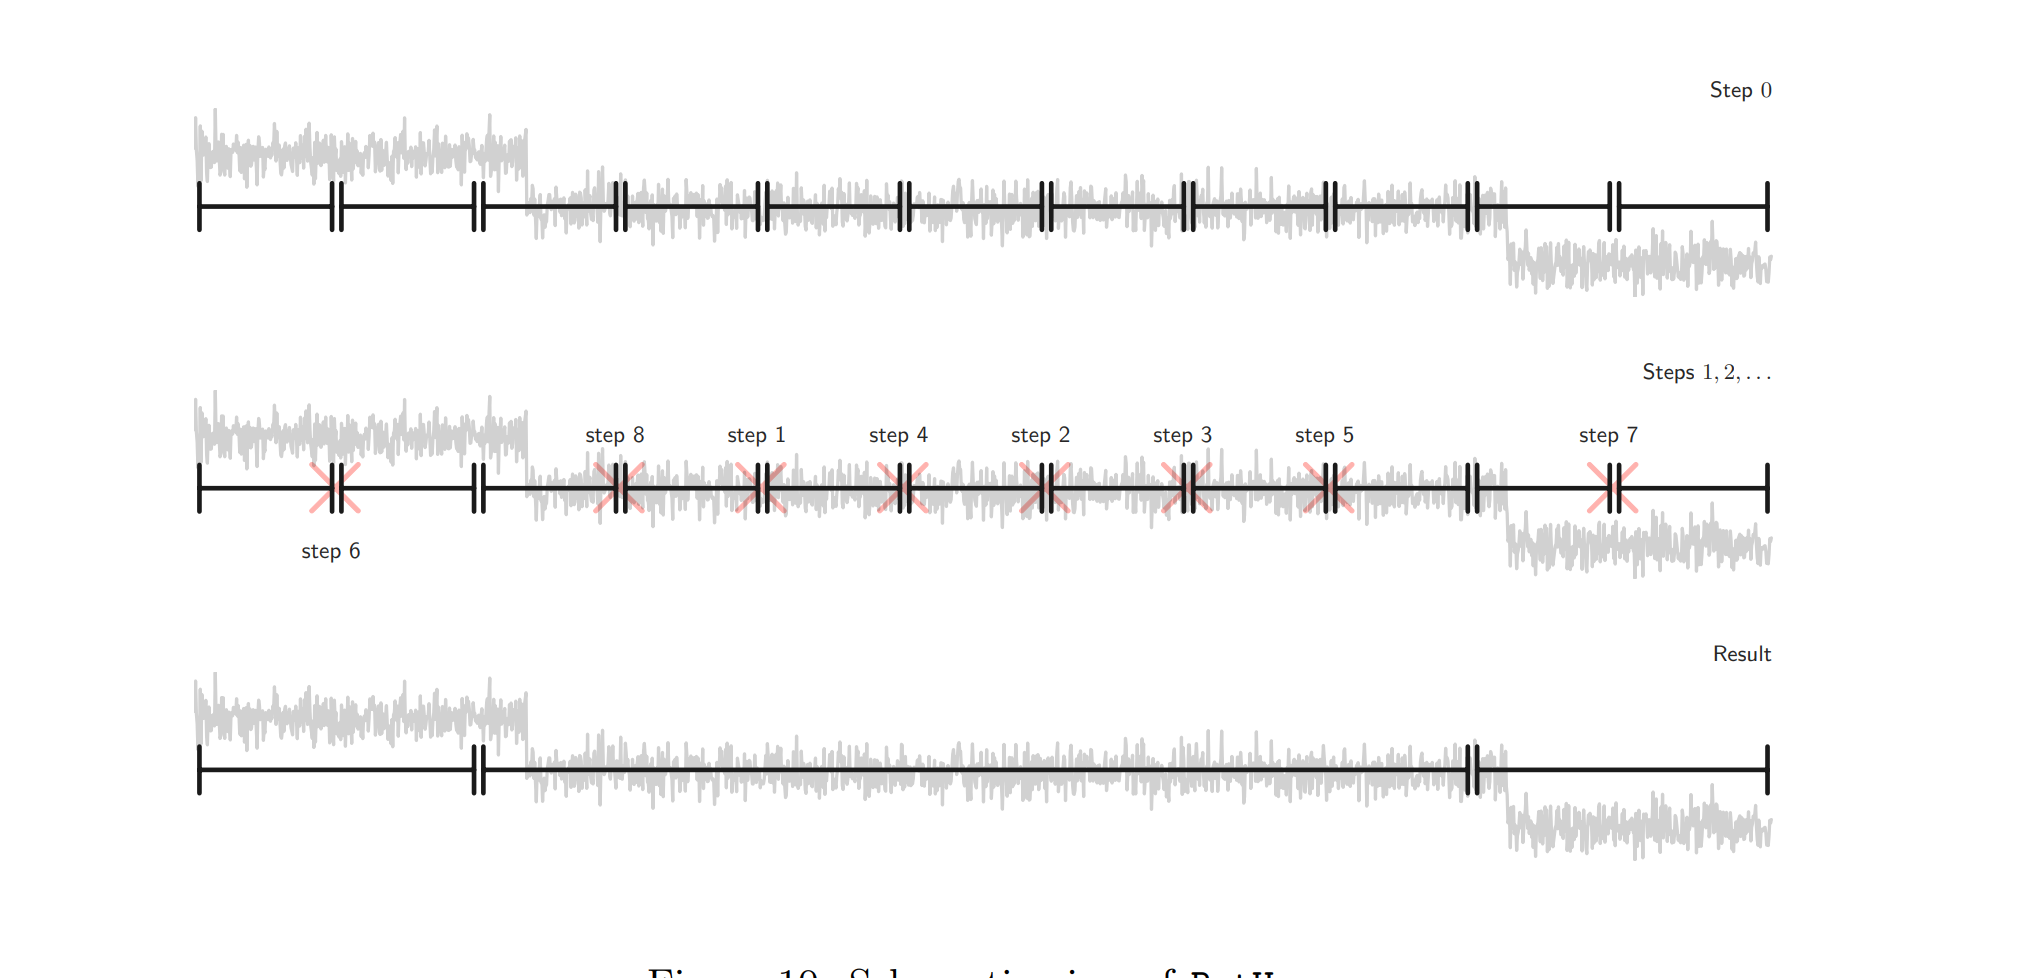 Step 0
Steps 1, 2, . . .
step 8 step 1 step 4 step 2 step 3 step 5 step 7
step 6
Result